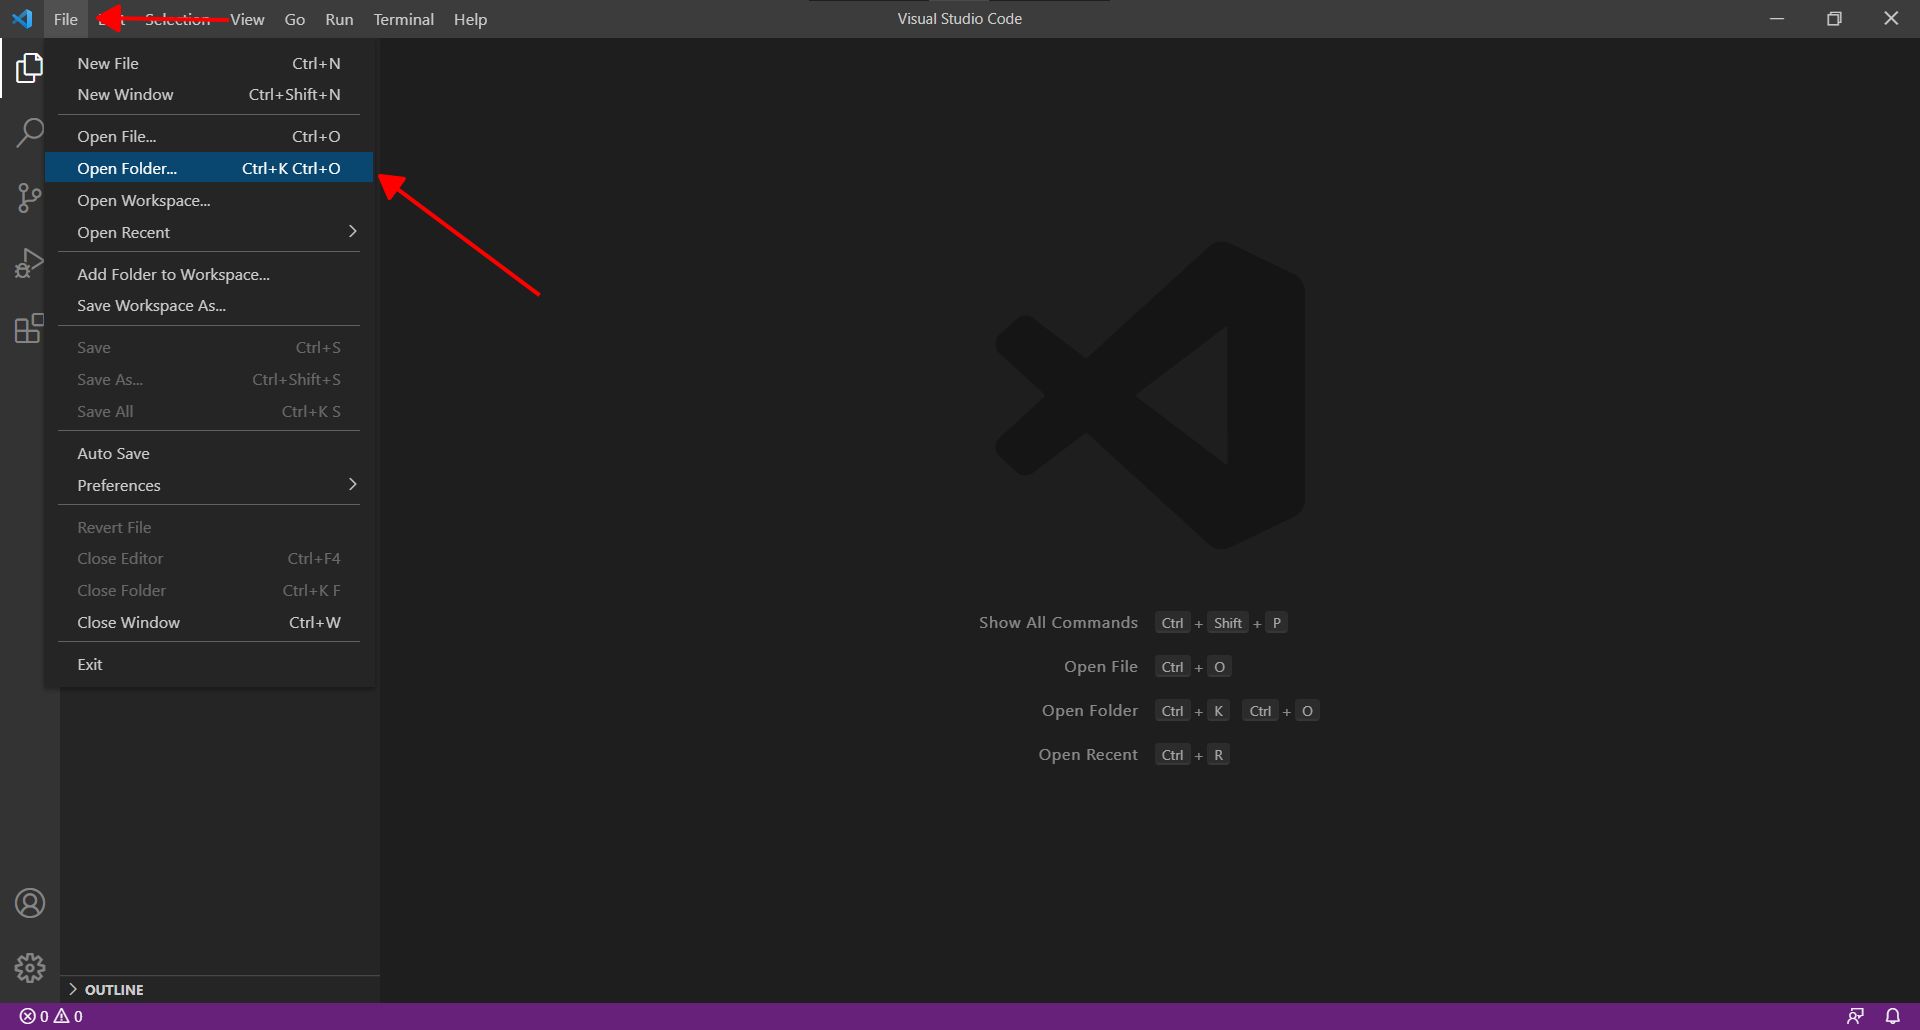 File Selection View Go Run Terminal Help
Visual Studio Code
New File Ctrl+N
New Window Ctrl+Shift+N
Open File... Ctrl+O
Open Folder... Ctrl+K Ctrl+O
Open Workspace...
Open Recent
Add Folder to Workspace...
Save Workspace As...
Save Ctrl+S
Save As... Ctrl+Shift+S
Save All Ctrl+K S
Auto Save
Preferences
Revert File
Close Editor Ctrl+F4
Close Folder Ctrl+K F
Close Window Ctrl+W
Exit
Show All Commands Ctrl + Shift + P
Open File Ctrl + O
Open Folder Ctrl + K Ctrl + O
Open Recent Ctrl + R
OUTLINE
0 0